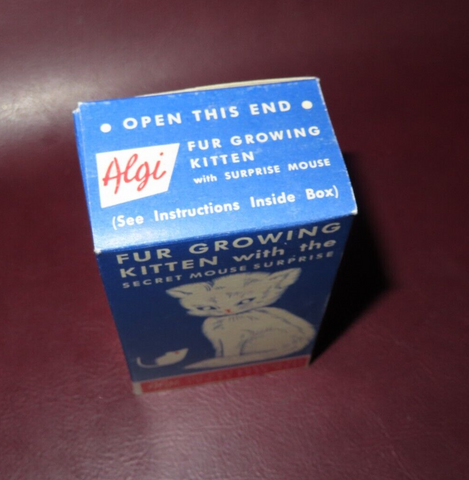 • OPEN THIS END •
Algi
FUR GROWING
KITTEN
with SURPRISE MOUSE
(See Instructions Inside Box)
FUR GROWING
KITTEN with the
SECRET MOUSE SURPRISE